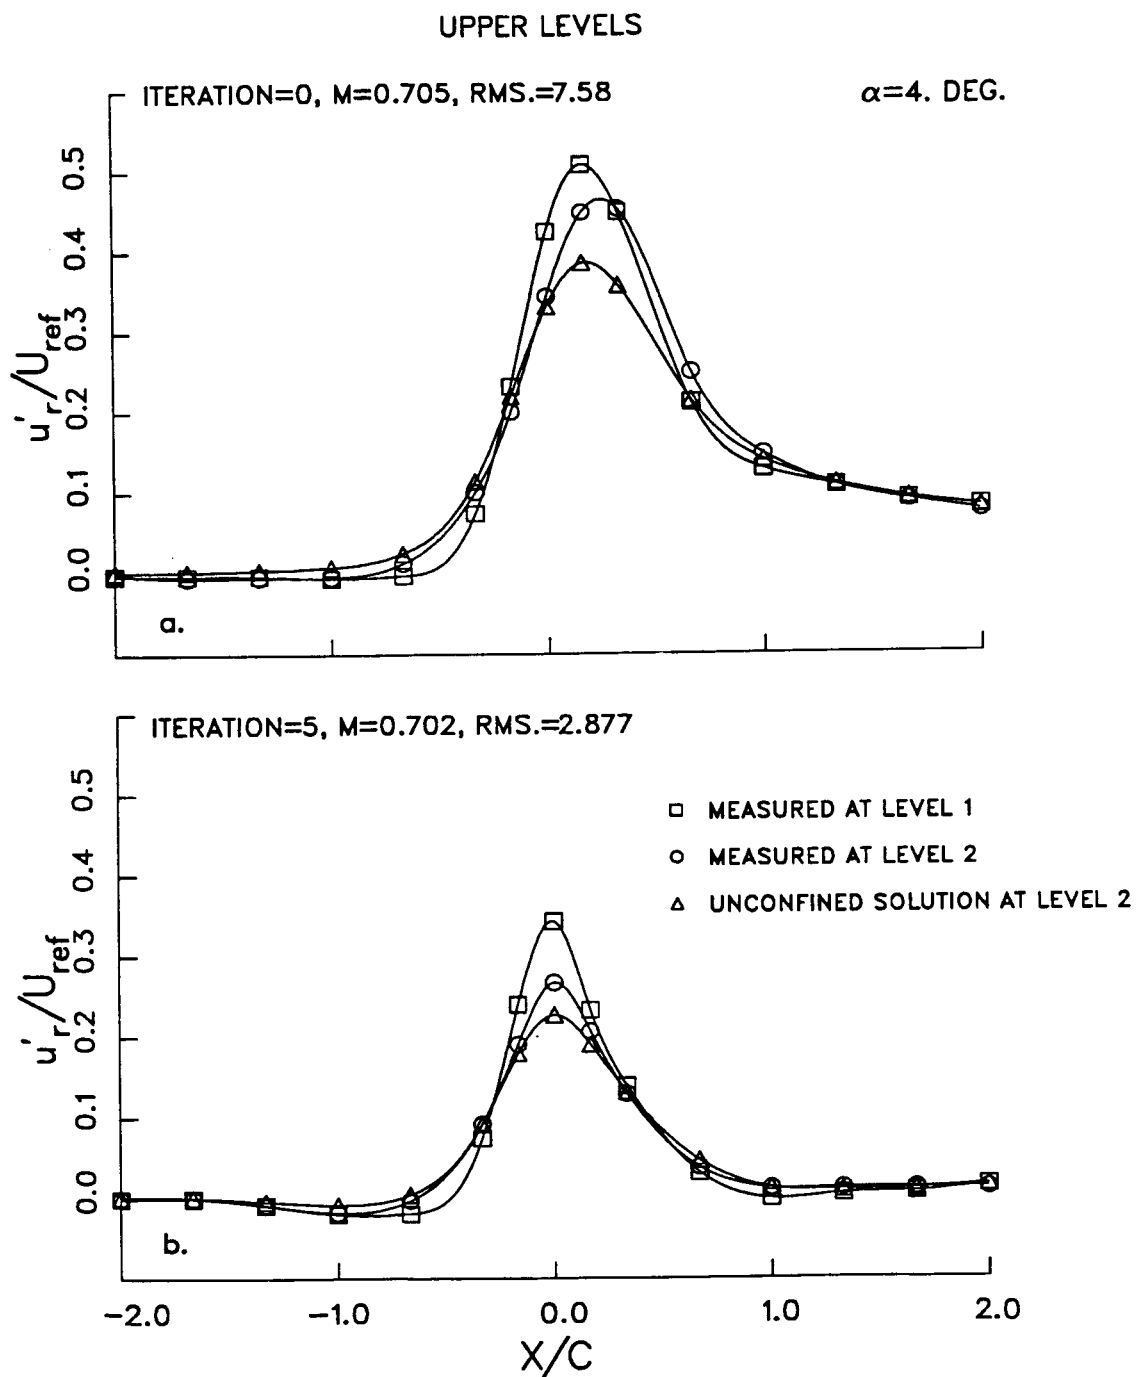 UPPER LEVELS
ITERATION=0, M=0.705, RMS.=7.58
α=4. DEG.
0.5
0.4
0.3
0.2
0.1
0.0
u'r/Uref
a.
ITERATION=5, M=0.702, RMS.=2.877
MEASURED AT LEVEL 1
MEASURED AT LEVEL 2
UNCONFINED SOLUTION AT LEVEL 2
0.5
0.4
0.3
0.2
0.1
0.0
u'r/Uref
b.
-2.0 -1.0 0.0 1.0 2.0
X/C